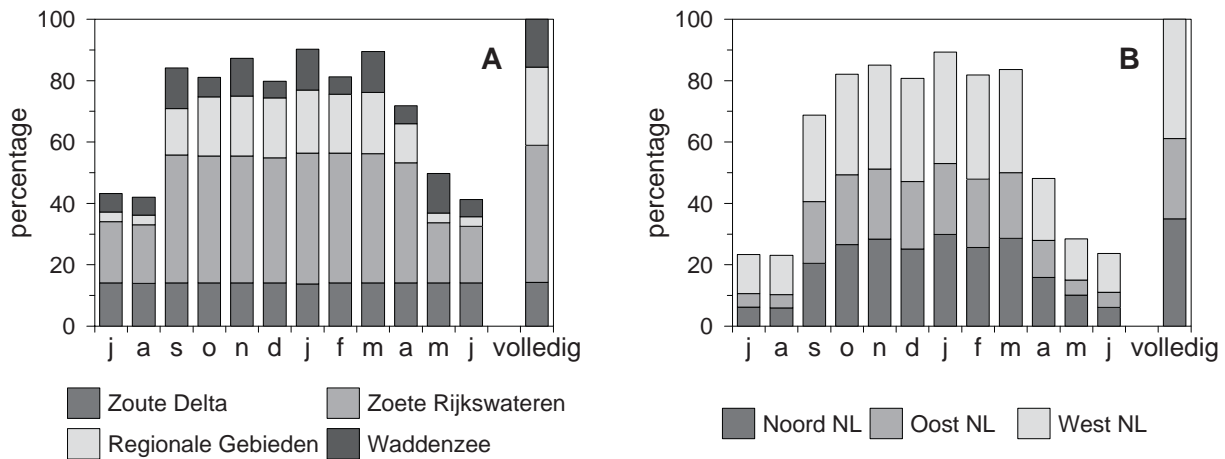 A
percentage
100
80
60
40
20
0
j a s o n d j f m a m j volledig
Zoute Delta
Zoete Rijkswateren
Regionale Gebieden
Waddenzee
B
percentage
100
80
60
40
20
0
j a s o n d j f m a m j volledig
Noord NL
Oost NL
West NL